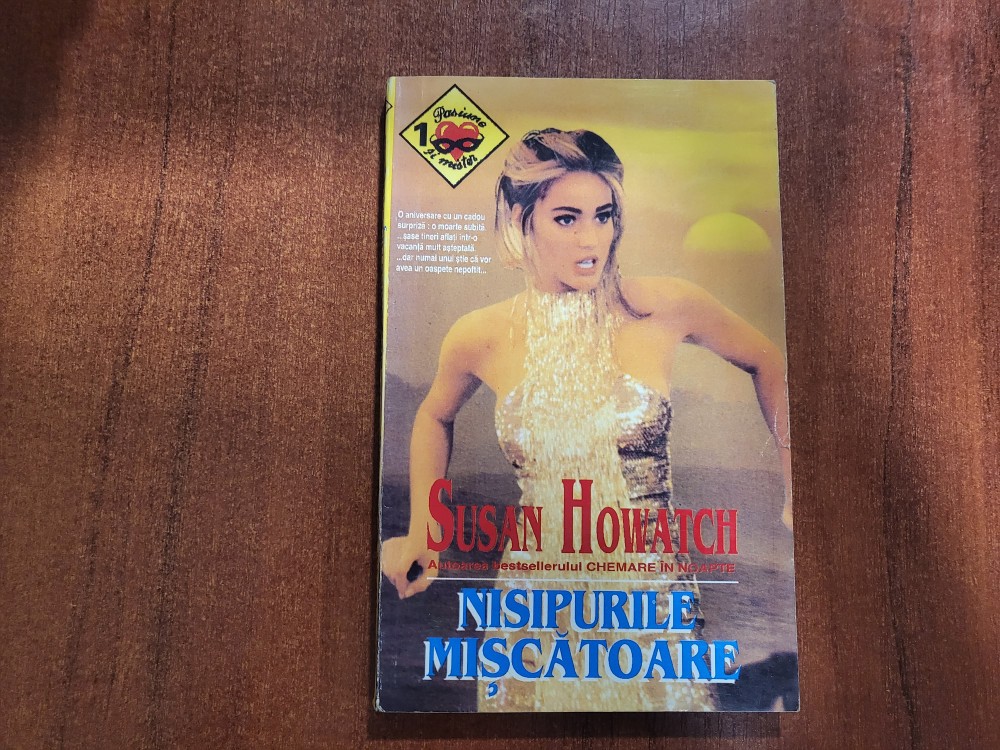 Pasiune
1
și mister
O aniversare cu un cadou
surpriză : o moarte subită.
...șase tineri aflați într-o
vacanță mult așteptată.
...dar numai unul știe că vor
avea un oaspete nepoftit...
SUSAN HOWATCH
Autoarea bestsellerului CHEMARE ÎN NOAPTE
NISIPURILE
MIȘCĂTOARE